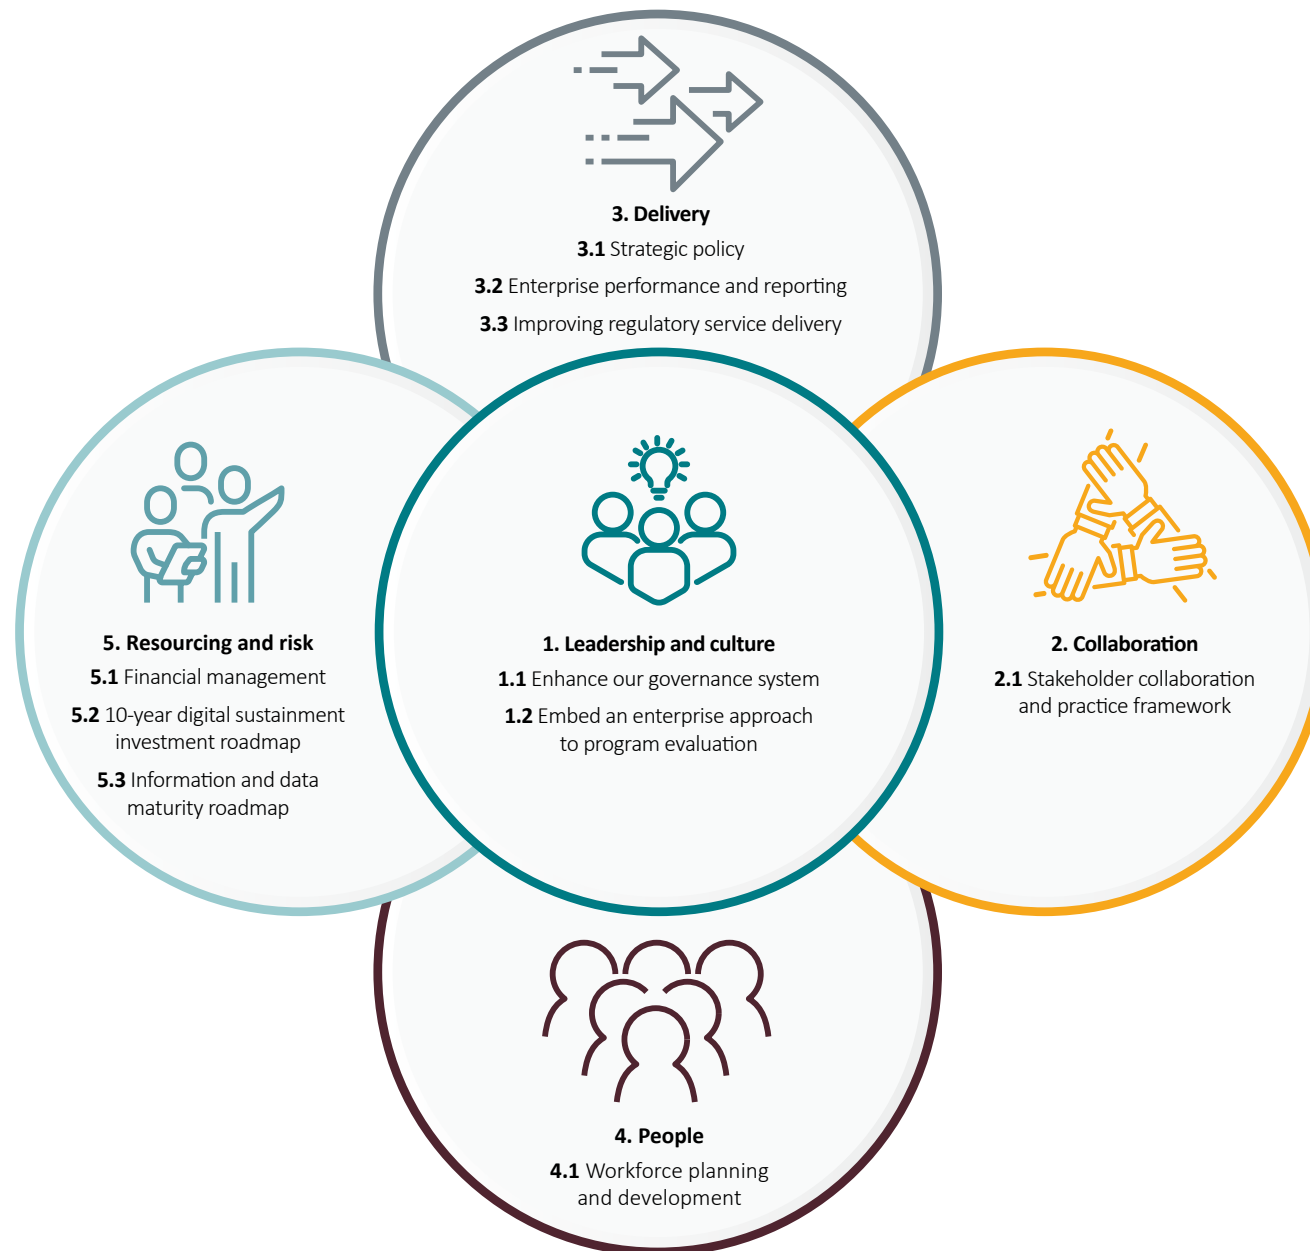 3. Delivery
3.1 Strategic policy
3.2 Enterprise performance and reporting
3.3 Improving regulatory service delivery
5. Resourcing and risk
5.1 Financial management
5.2 10-year digital sustainment
investment roadmap
5.3 Information and data
maturity roadmap
1. Leadership and culture
1.1 Enhance our governance system
1.2 Embed an enterprise approach
to program evaluation
2. Collaboration
2.1 Stakeholder collaboration
and practice framework
4. People
4.1 Workforce planning
and development